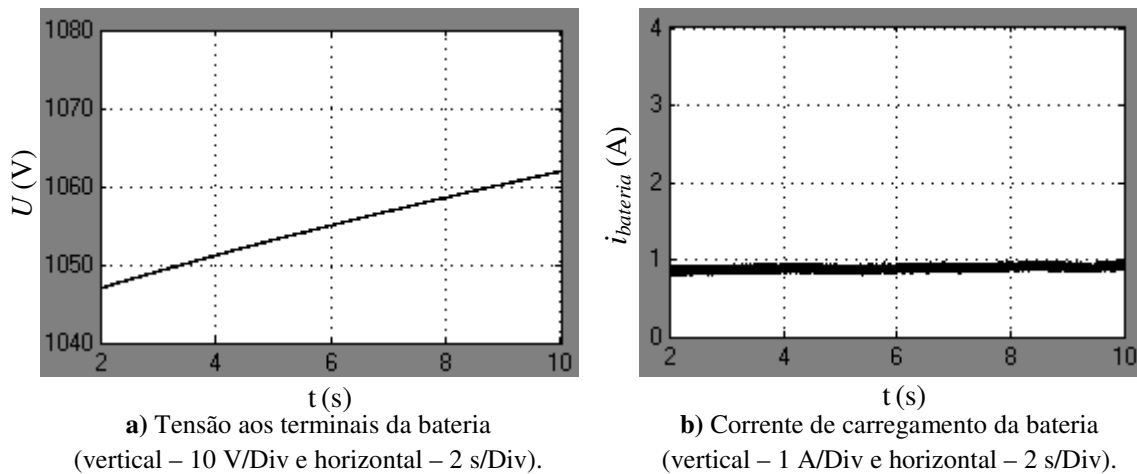 1080
1070
1060
1050
1040
2 4 6 8 10
U (V)
t (s)
a) Tensão aos terminais da bateria
(vertical – 10 V/Div e horizontal – 2 s/Div).
4
3
2
1
0
2 4 6 8 10
i bateria (A)
t (s)
b) Corrente de carregamento da bateria
(vertical – 1 A/Div e horizontal – 2 s/Div).